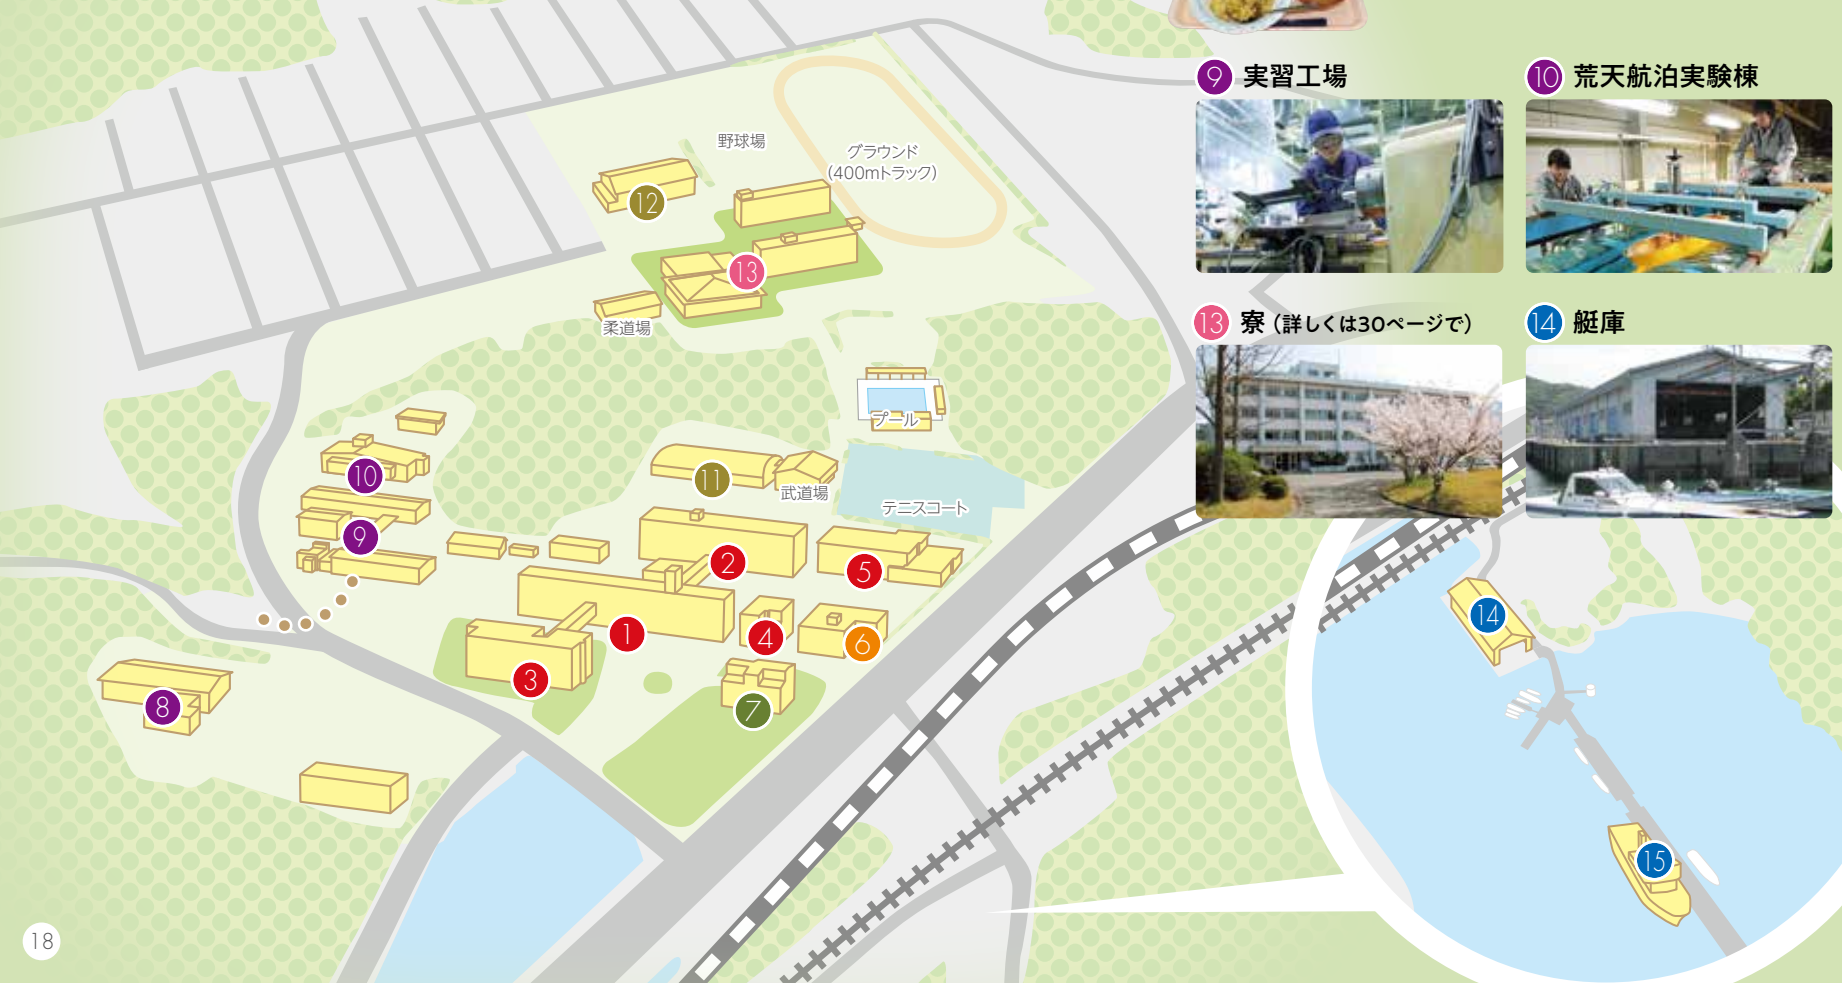 9 実習工場
10 荒天航泊実験棟
13 寮（詳しくは30ページで）
14 艇庫
野球場
グラウンド
(400mトラック)
12
13
柔道場
プール
10
11
武道場
テニスコート
9
2
5
1
4
6
3
8
7
14
15
18